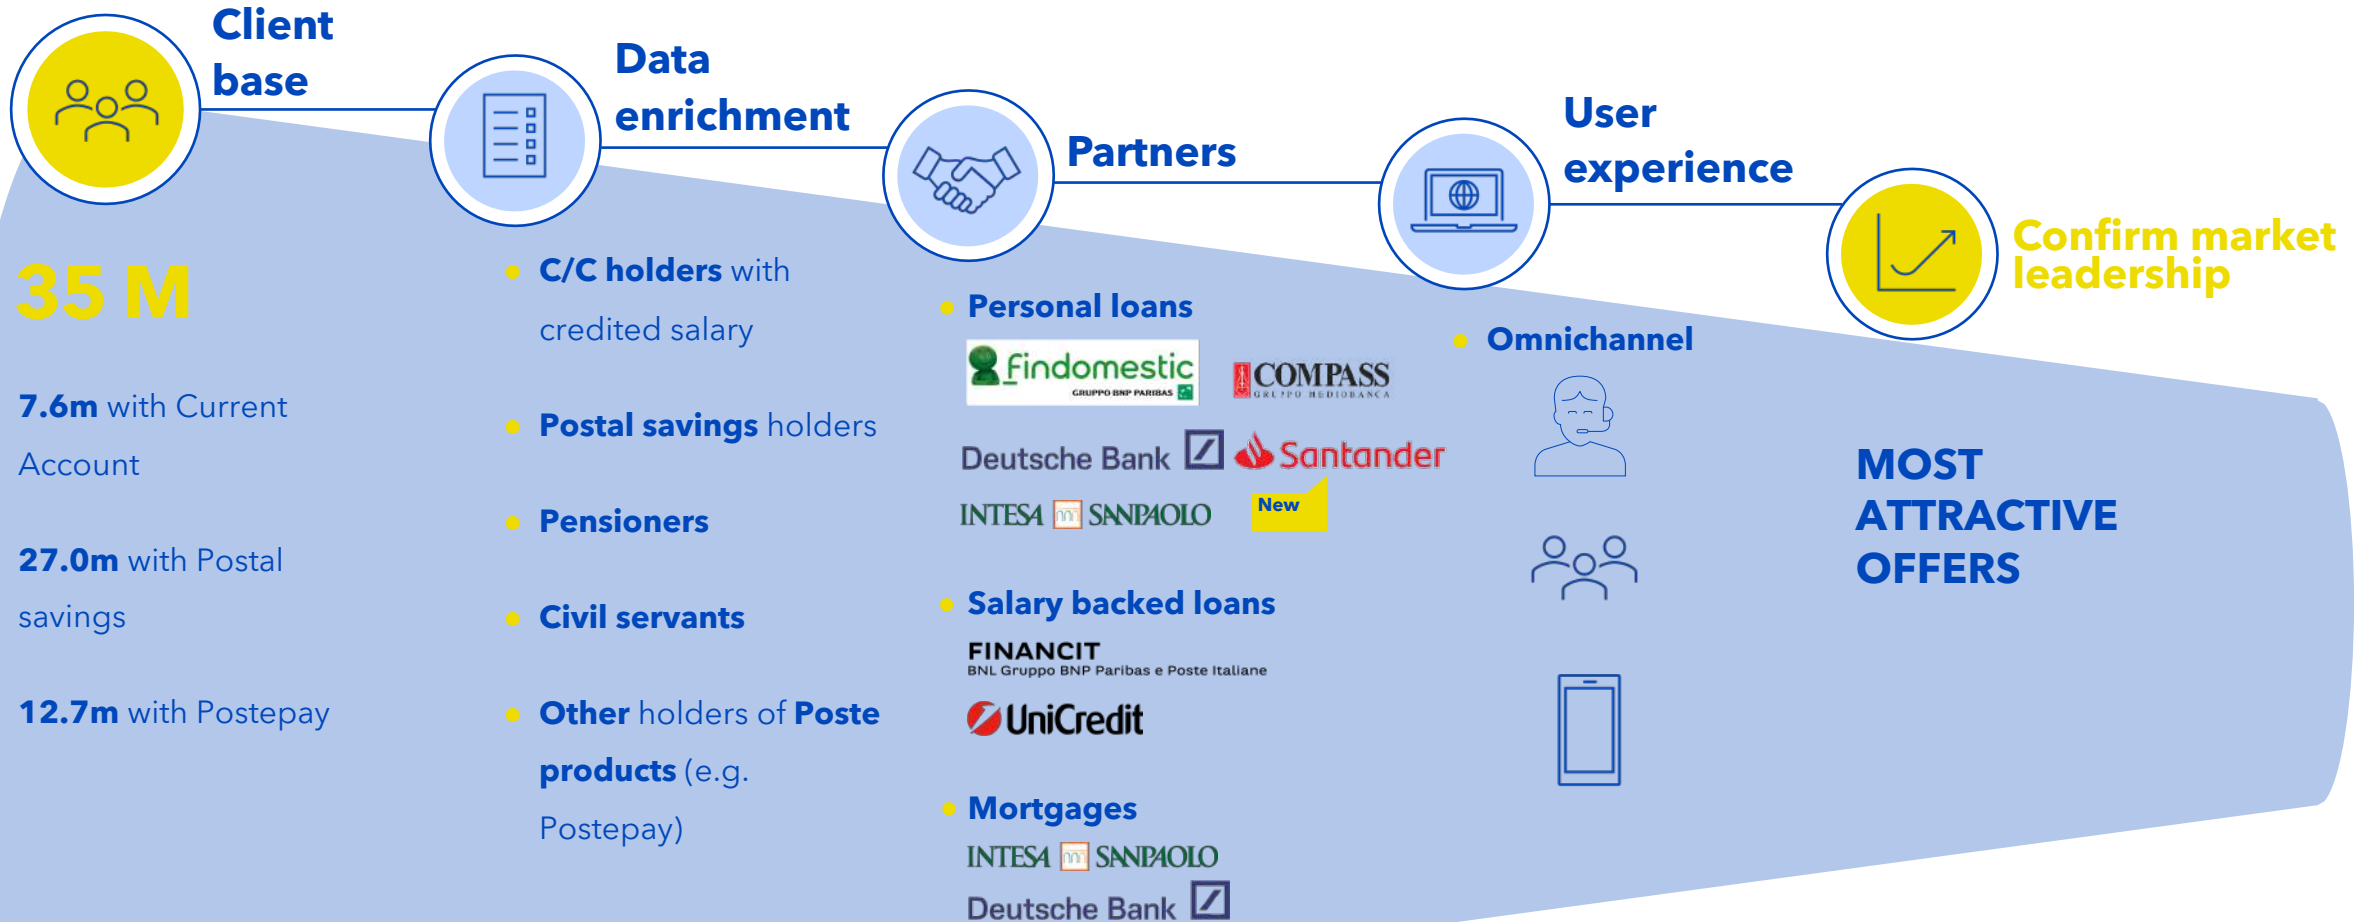 Client
base
Data
enrichment
Partners
User
experience
Confirm market
leadership
35 M
7.6m with Current
Account
27.0m with Postal
savings
12.7m with Postepay
C/C holders with
credited salary
Postal savings holders
Pensioners
Civil servants
Other holders of Poste
products (e.g.
Postepay)
Personal loans
Findomestic
GRUPPO BNP PARIBAS
COMPASS
GRUPPO MEDIOBANCA
Deutsche Bank
Santander
INTESA SANPAOLO
New
Salary backed loans
FINANCIT
BNL Gruppo BNP Paribas e Poste Italiane
UniCredit
Mortgages
INTESA SANPAOLO
Deutsche Bank
Omnichannel
MOST
ATTRACTIVE
OFFERS